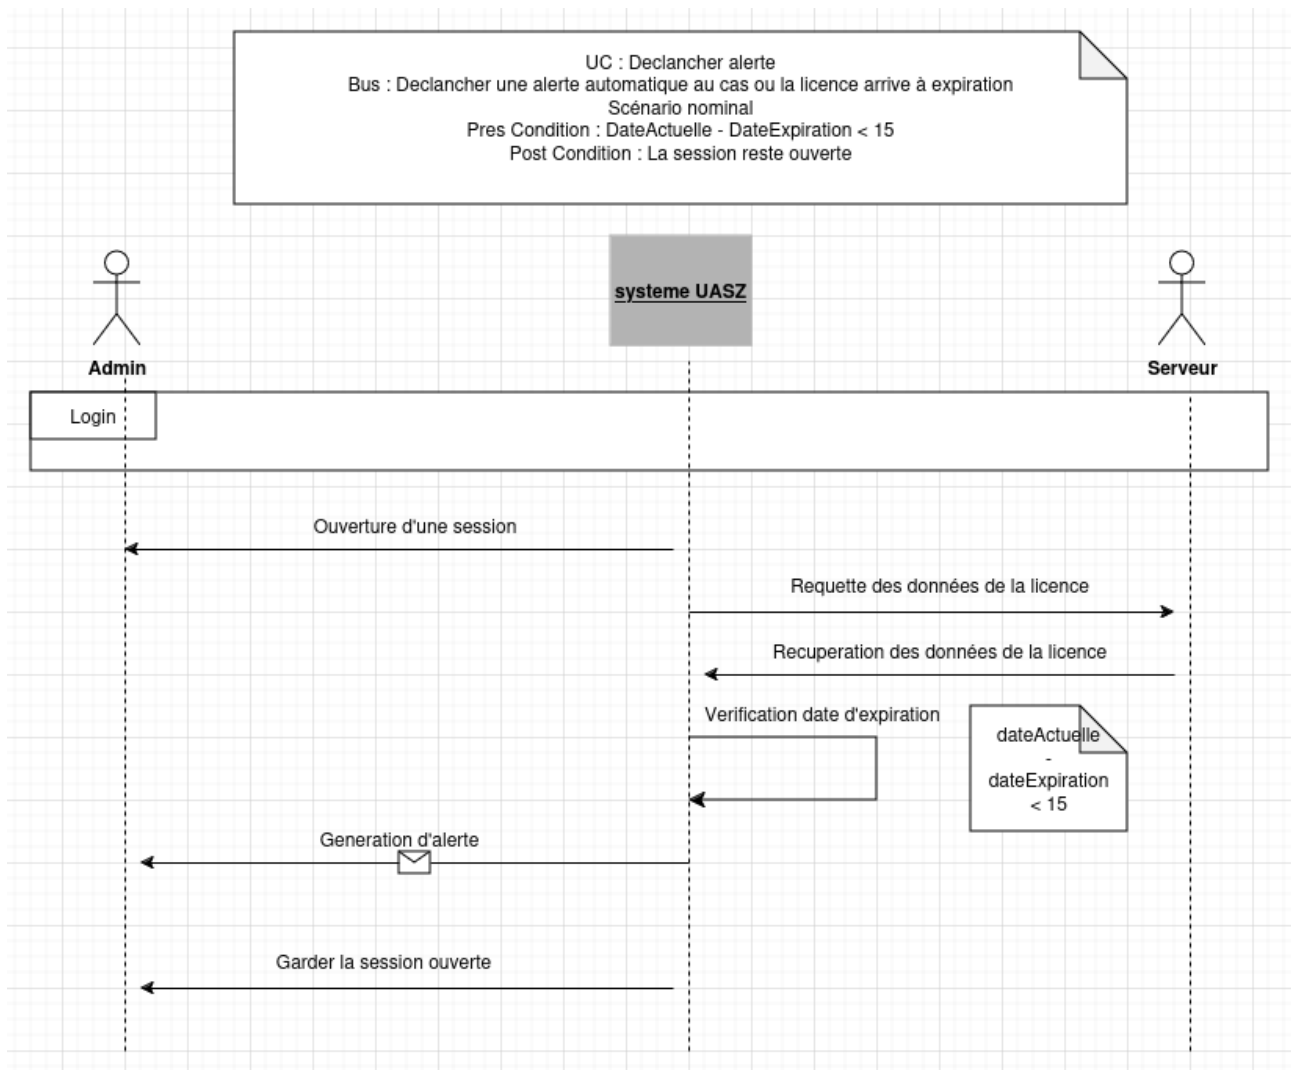 UC : Declancher alerte
Bus : Declancher une alerte automatique au cas ou la licence arrive à expiration
Scénario nominal
Pres Condition : DateActuelle - DateExpiration < 15
Post Condition : La session reste ouverte
systeme UASZ
Admin
Serveur
Login
Ouverture d'une session
Requette des données de la licence
Recuperation des données de la licence
Verification date d'expiration
dateActuelle
-
dateExpiration
< 15
Generation d'alerte
Garder la session ouverte